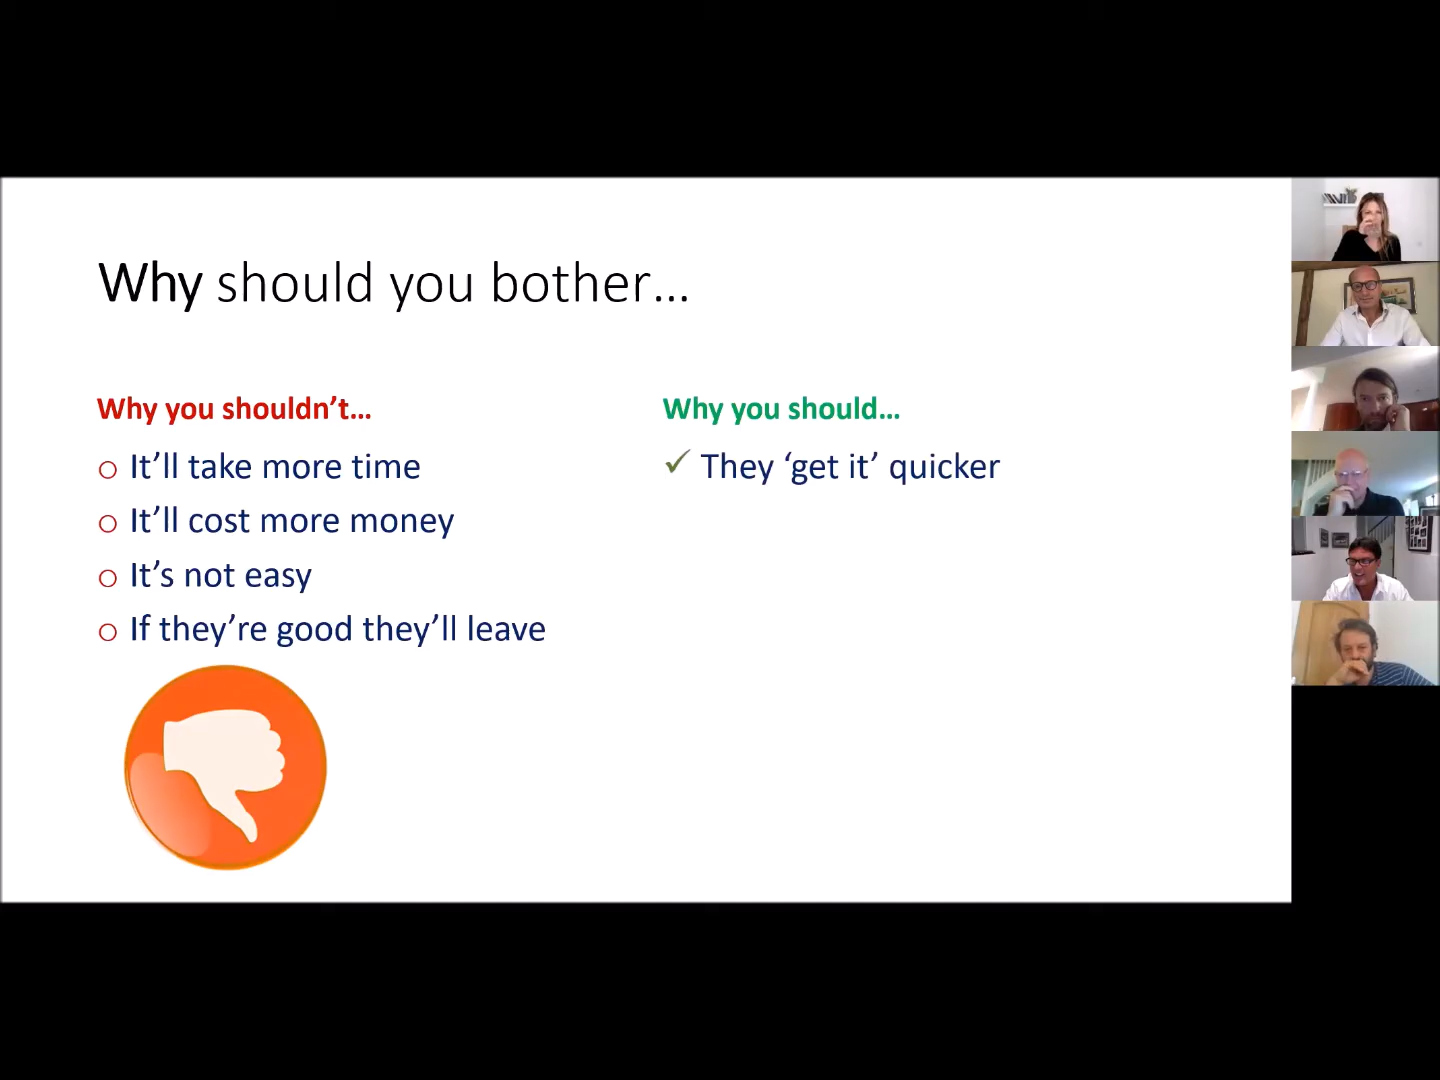 Why should you bother...
Why you shouldn't...
It'll take more time
It'll cost more money
It's not easy
If they're good they'll leave
Why you should...
They 'get it' quicker